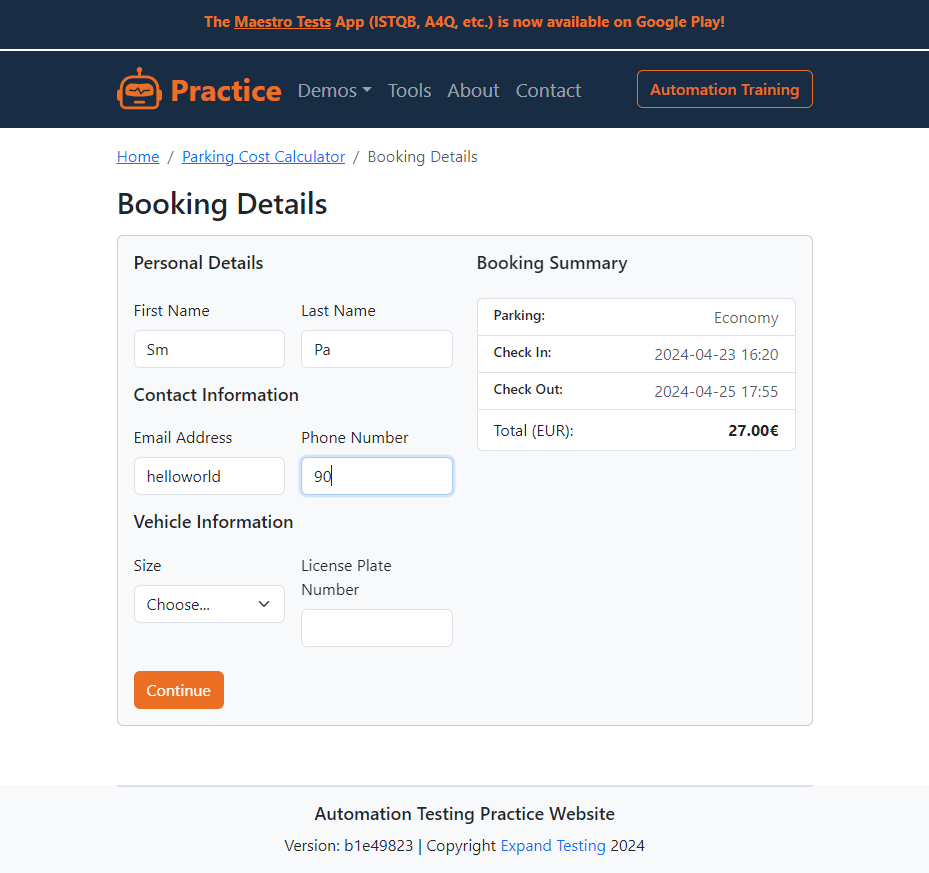 The Maestro Tests App (ISTQB, A4Q, etc.) is now available on Google Play!
Practice Demos Tools About Contact Automation Training
Home / Parking Cost Calculator / Booking Details
Booking Details
Personal Details
First Name Last Name
Sm Pa
Contact Information
Email Address Phone Number
helloworld 90
Vehicle Information
Size License Plate
Number
Choose...
Continue
Booking Summary
Parking: Economy
Check In: 2024-04-23 16:20
Check Out: 2024-04-25 17:55
Total (EUR): 27.00€
Automation Testing Practice Website
Version: b1e49823 | Copyright Expand Testing 2024